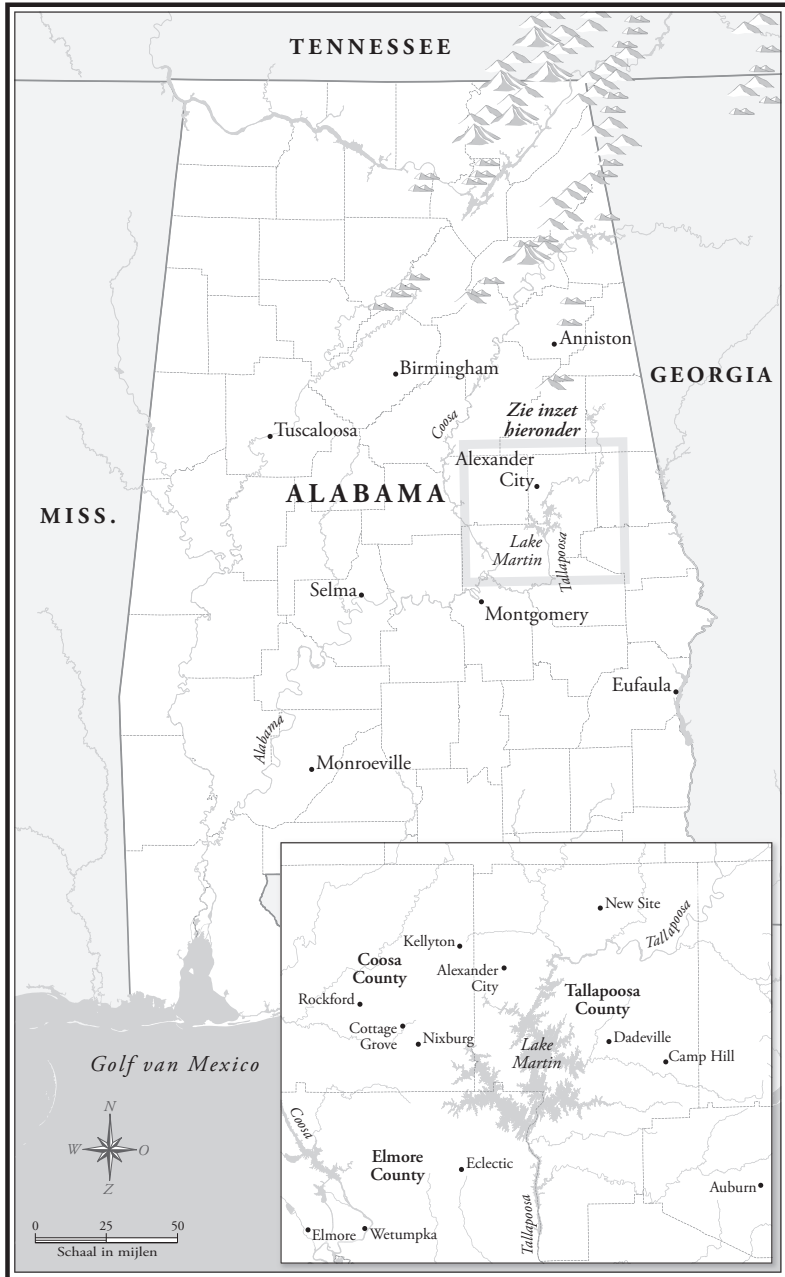 TENNESSEE
Anniston
Birmingham
GEORGIA
Zie inzet
hieronder
Coosa
Tuscaloosa
Alexander
City
ALABAMA
MISS.
Lake
Martin
Tallapoosa
Selma
Montgomery
Eufaula
Alabama
Monroeville
New Site
Tallapoosa
Kellyton
Coosa
County
Alexander
City
Tallapoosa
County
Rockford
Cottage
Grove
Nixburg
Lake
Martin
Dadeville
Camp Hill
Golf van Mexico
N
W
O
Z
Coosa
Elmore
County
Eclectic
Auburn
Tallapoosa
Elmore
Wetumpka
0 25 50
Schaal in mijlen